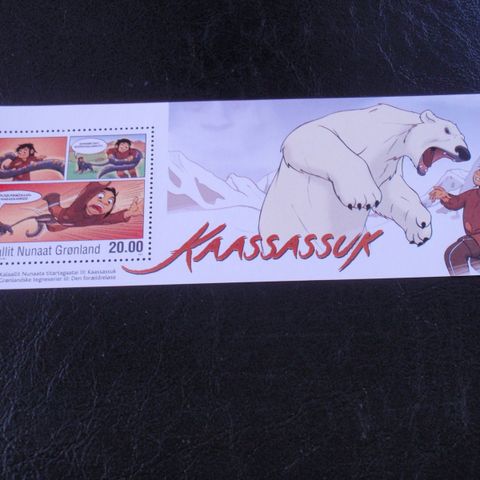 allit Nunaat Grønland 20.00
Kalaallit Nunaata titartagaatai III: Kaassassuk
Grønlandske tegneserier III: Den forældreløse
KAASSASSUK